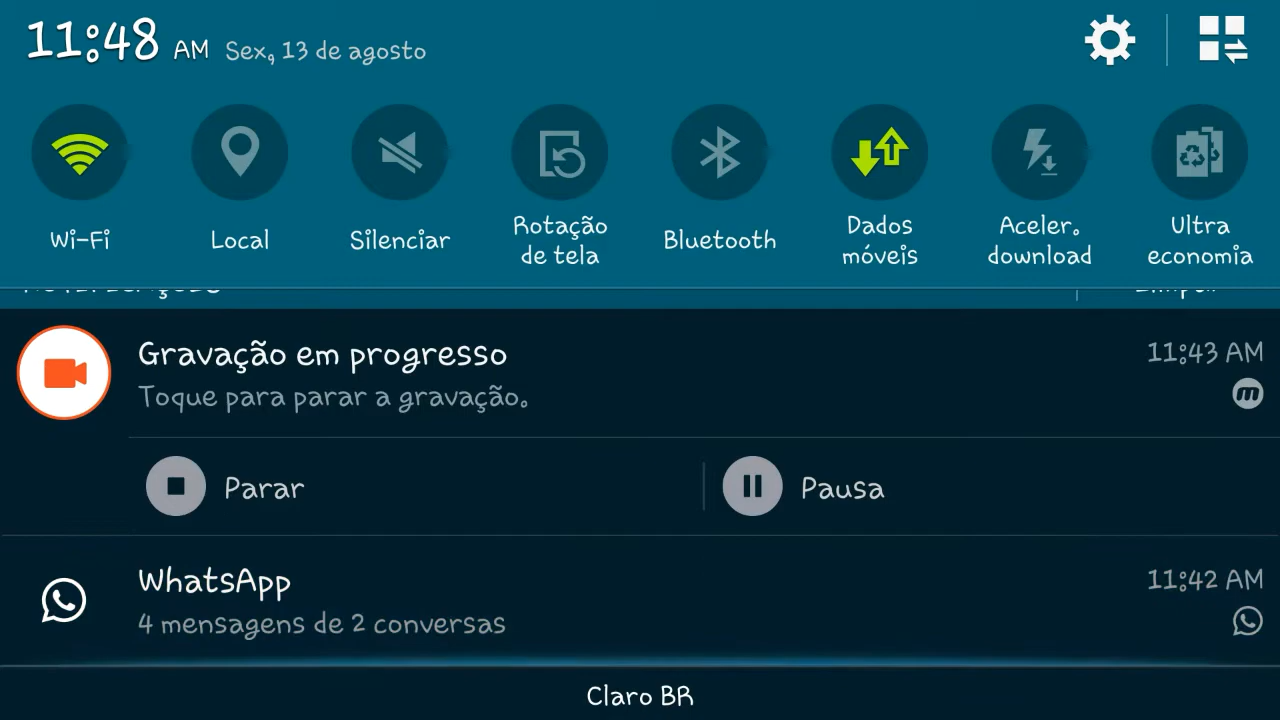 11:48 AM Sex, 13 de agosto
Wi-Fi
Local
Silenciar
Rotação
de tela
Bluetooth
Dados
móveis
Aceler.
download
Ultra
economia
Gravação em progresso
11:43 AM
Toque para parar a gravação.
Parar
Pausa
WhatsApp
11:42 AM
4 mensagens de 2 conversas
Claro BR